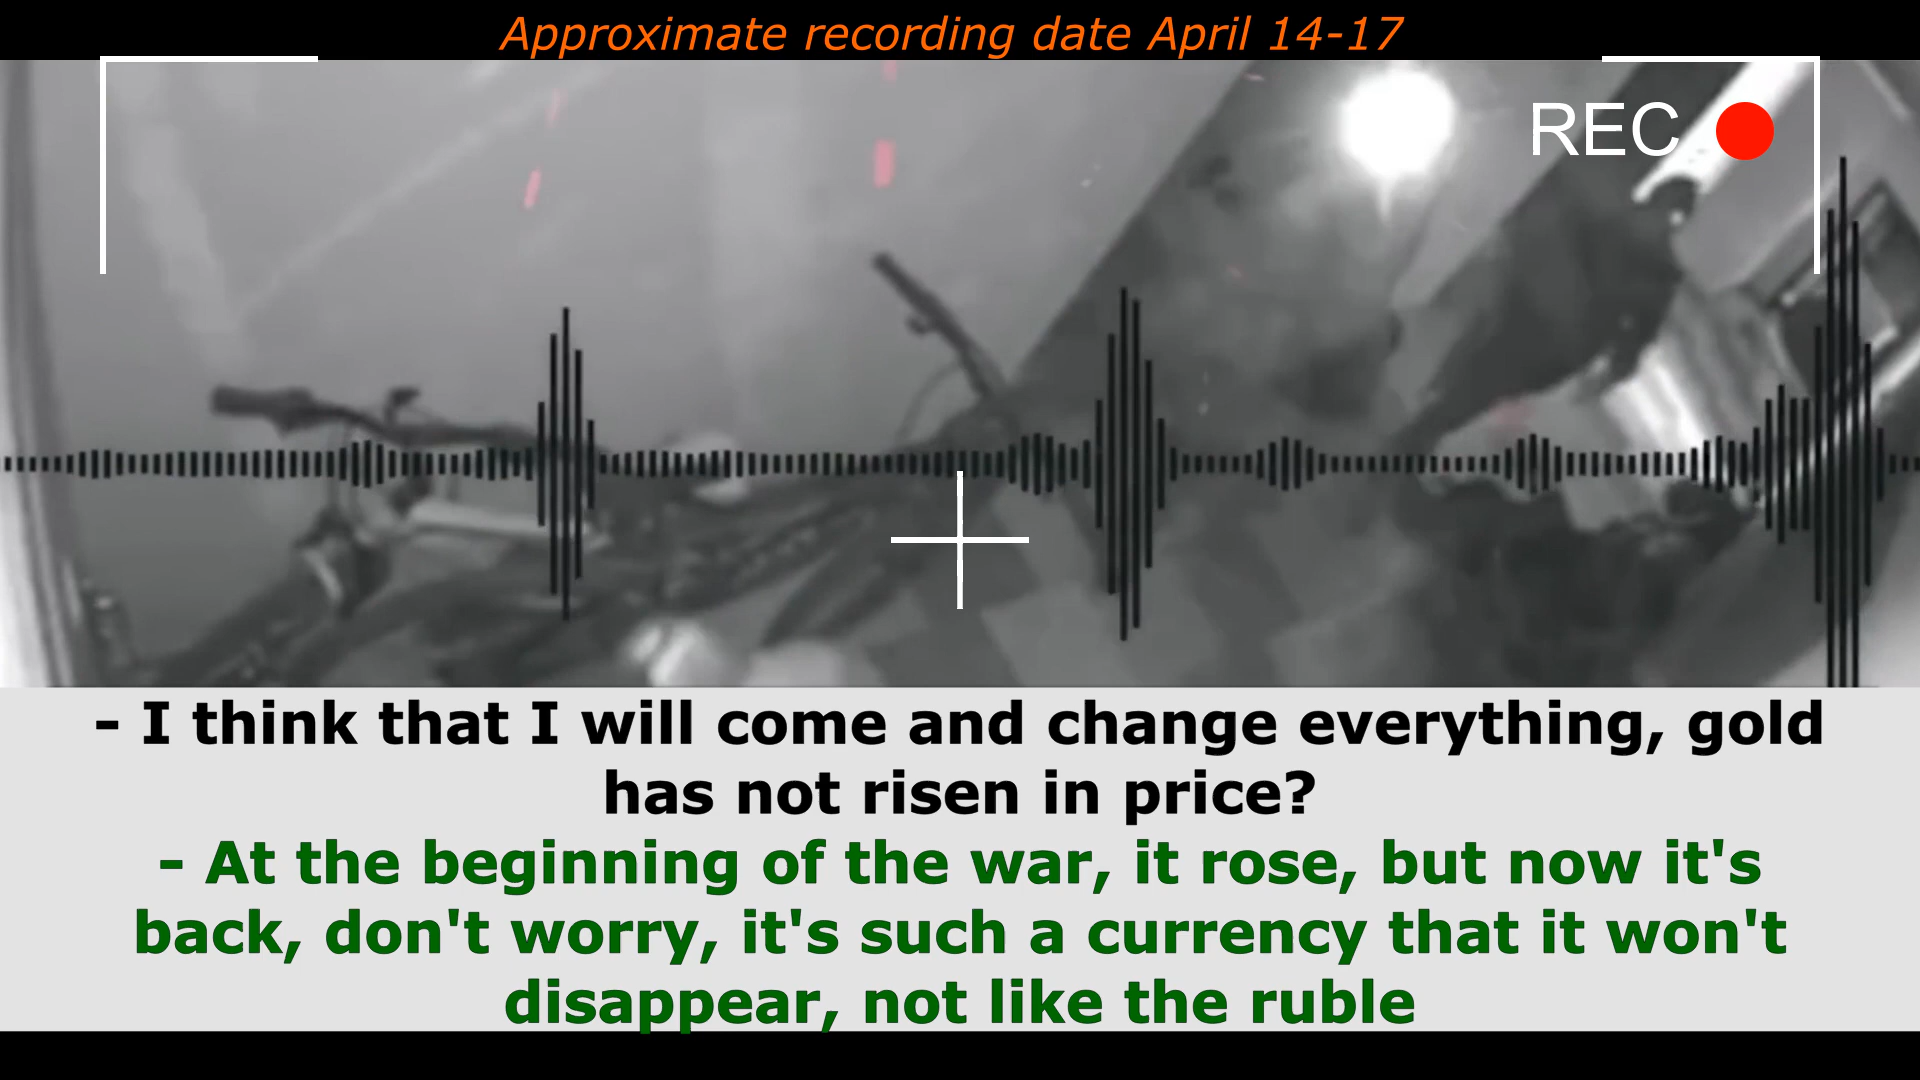 Approximate recording date April 14-17
REC
- I think that I will come and change everything, gold
has not risen in price?
- At the beginning of the war, it rose, but now it's
back, don't worry, it's such a currency that it won't
disappear, not like the ruble